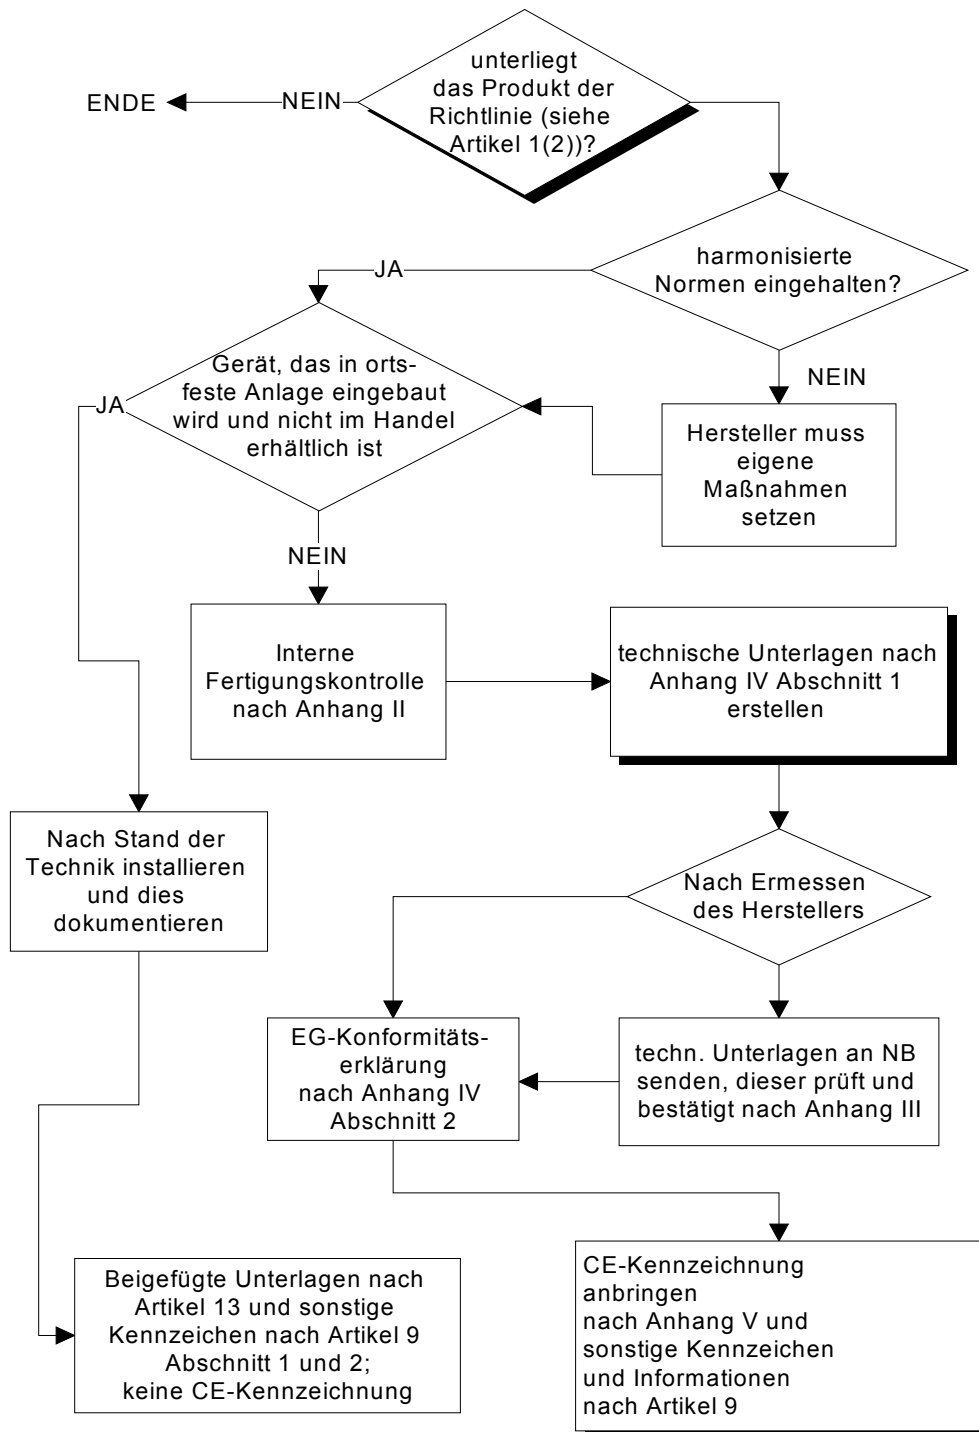 unterliegt
das Produkt der
Richtlinie (siehe
Artikel 1(2))?
ENDE
NEIN
harmonisierte
Normen eingehalten?
JA
Gerät, das in orts-
feste Anlage eingebaut
wird und nicht im Handel
erhältlich ist
JA
NEIN
Hersteller muss
eigene
Maßnahmen
setzen
NEIN
Interne
Fertigungskontrolle
nach Anhang II
technische Unterlagen nach
Anhang IV Abschnitt 1
erstellen
Nach Stand der
Technik installieren
und dies
dokumentieren
Nach Ermessen
des Herstellers
EG-Konformitäts-
erklärung
nach Anhang IV
Abschnitt 2
techn. Unterlagen an NB
senden, dieser prüft und
bestätigt nach Anhang III
Beigefügte Unterlagen nach
Artikel 13 und sonstige
Kennzeichen nach Artikel 9
Abschnitt 1 und 2;
keine CE-Kennzeichnung
CE-Kennzeichnung
anbringen
nach Anhang V und
sonstige Kennzeichen
und Informationen
nach Artikel 9